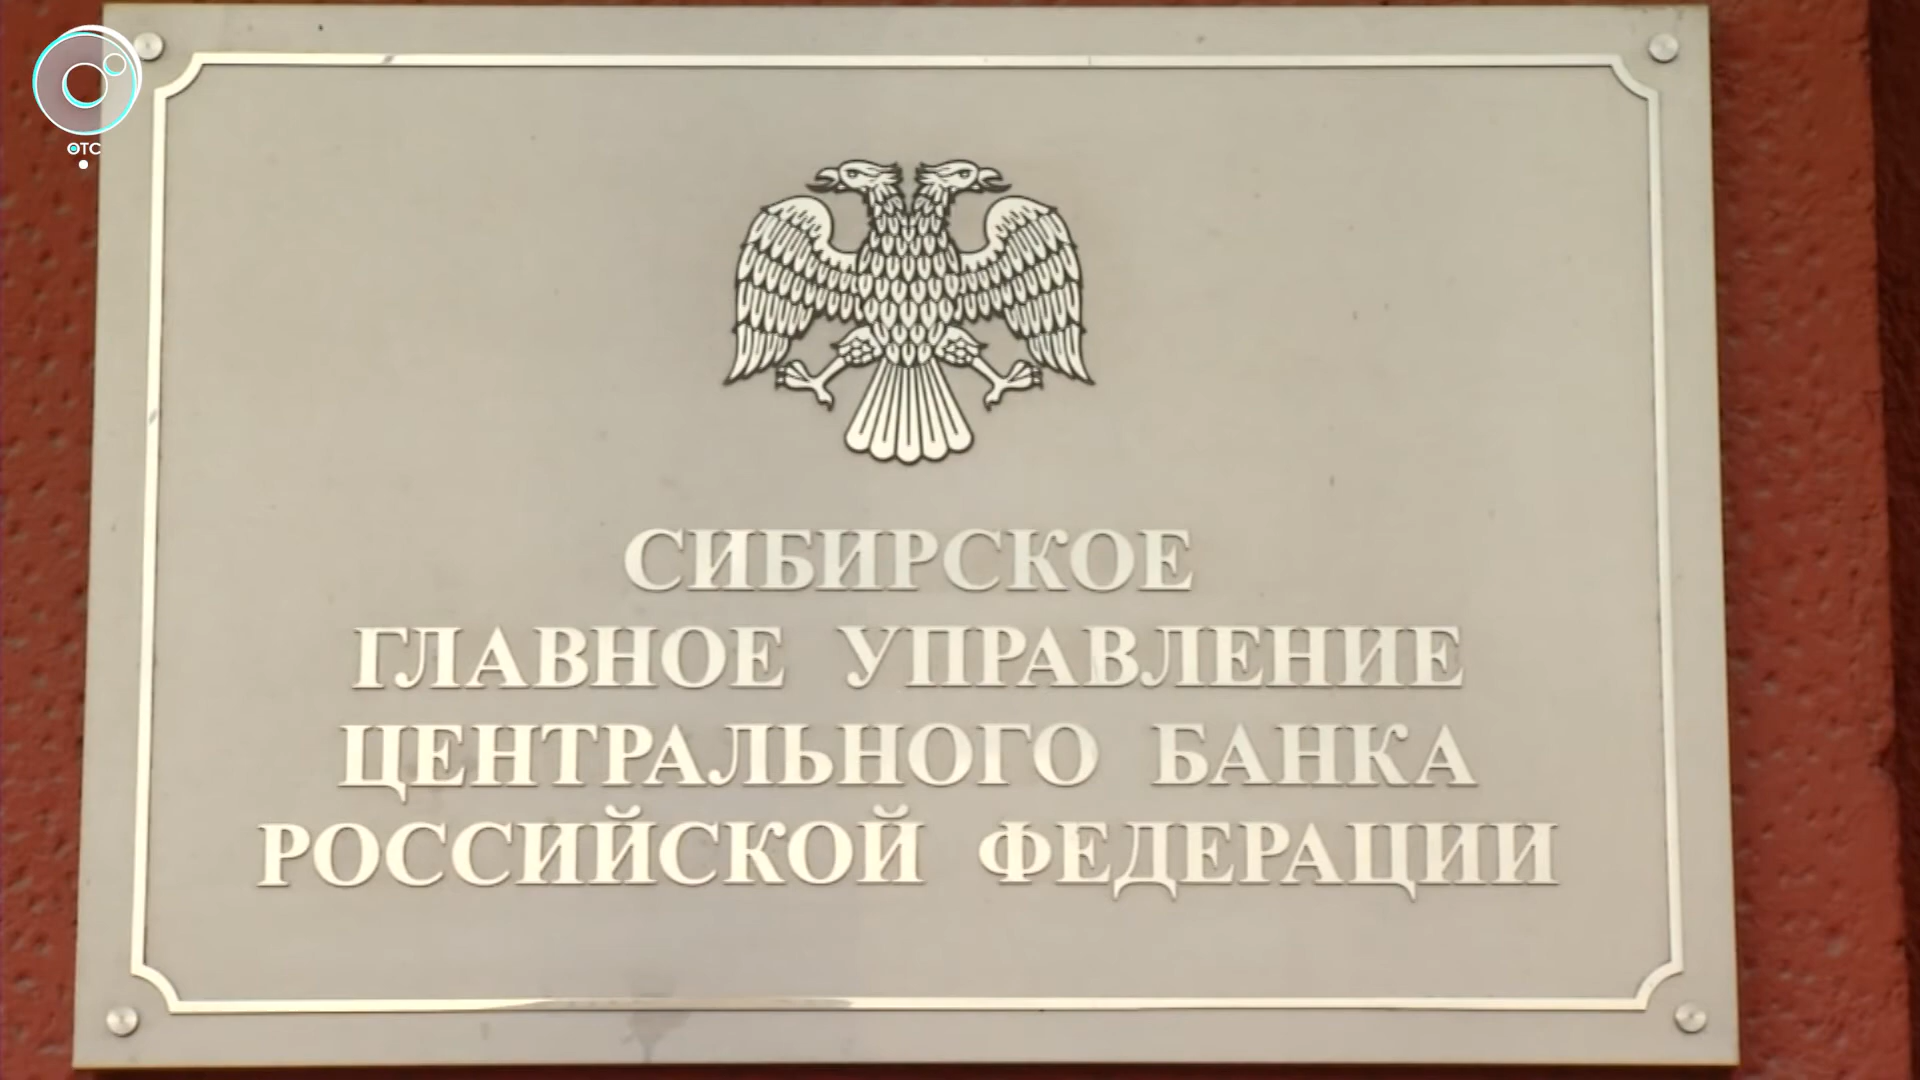 ОТС
СИБИРСКОЕ
ГЛАВНОЕ УПРАВЛЕНИЕ
ЦЕНТРАЛЬНОГО БАНКА
РОССИЙСКОЙ ФЕДЕРАЦИИ